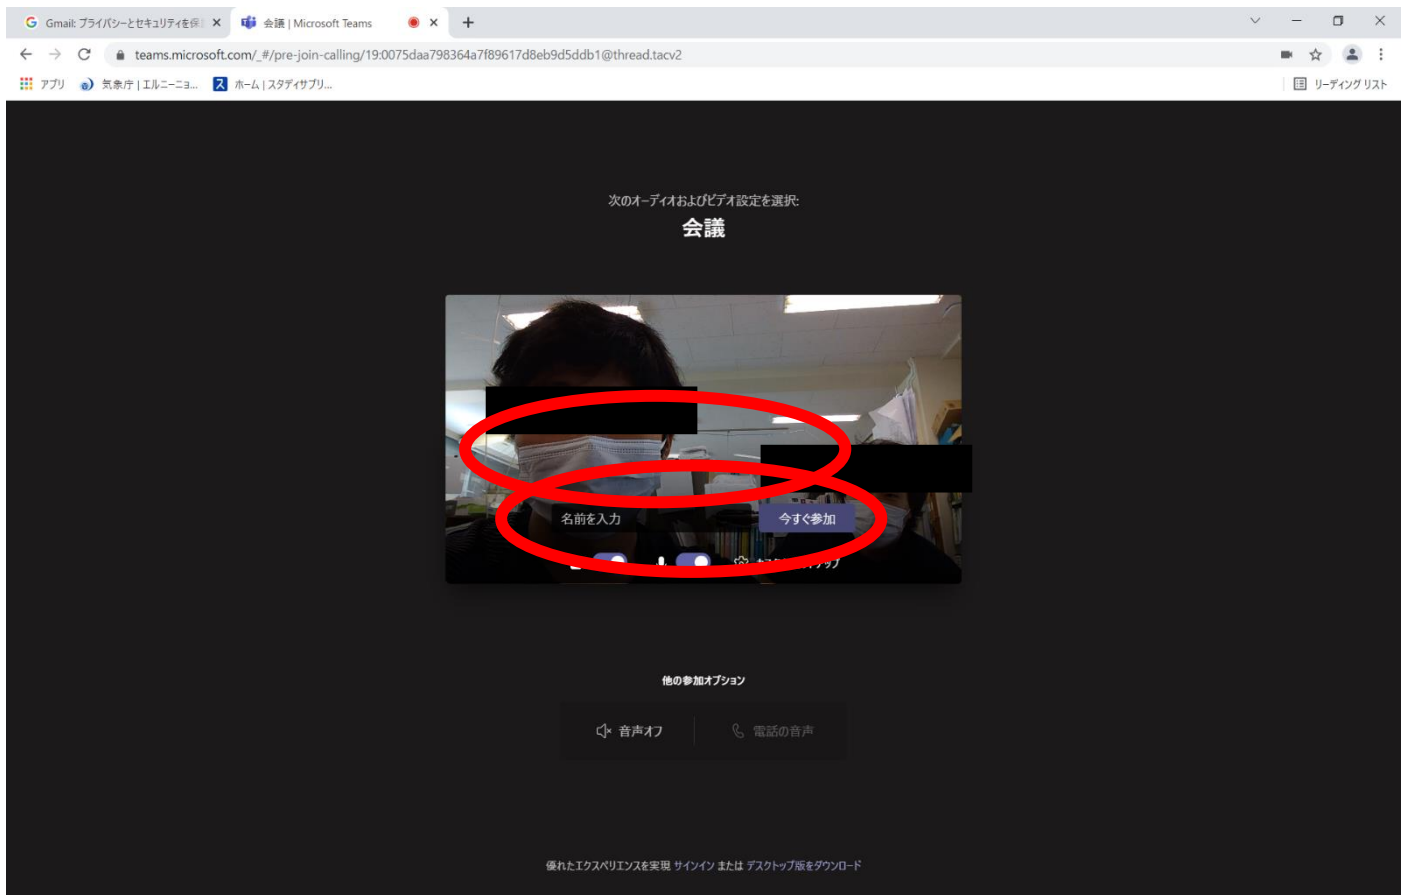 Gmail: プライバシーとセキュリティを保
会議 | Microsoft Teams
teams.microsoft.com/_#/pre-join-calling/19:0075daa798364a7f89617d8eb9d5ddb1@thread.tacv2
アプリ
気象庁 | エルニーニョ...
ホーム | スタディサプリ...
リーディング リスト
次のオーディオおよびビデオ設定を選択:
会議
名前を入力
今すぐ参加
他の参加オプション
音声オフ
電話の音声
優れたエクスペリエンスを実現 サインイン または デスクトップ版をダウンロード